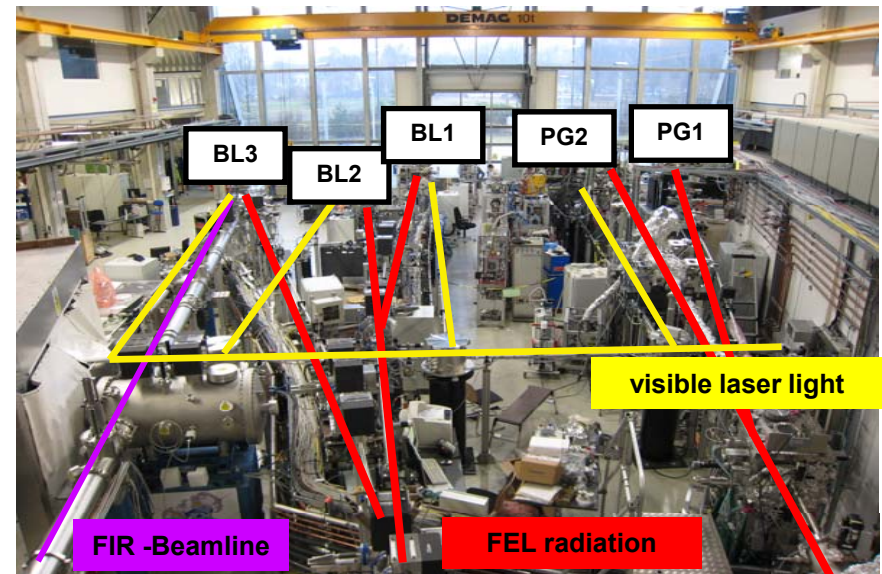 DEMAG 10t
BL3
BL2
BL1
PG2
PG1
visible laser light
FIR -Beamline
FEL radiation